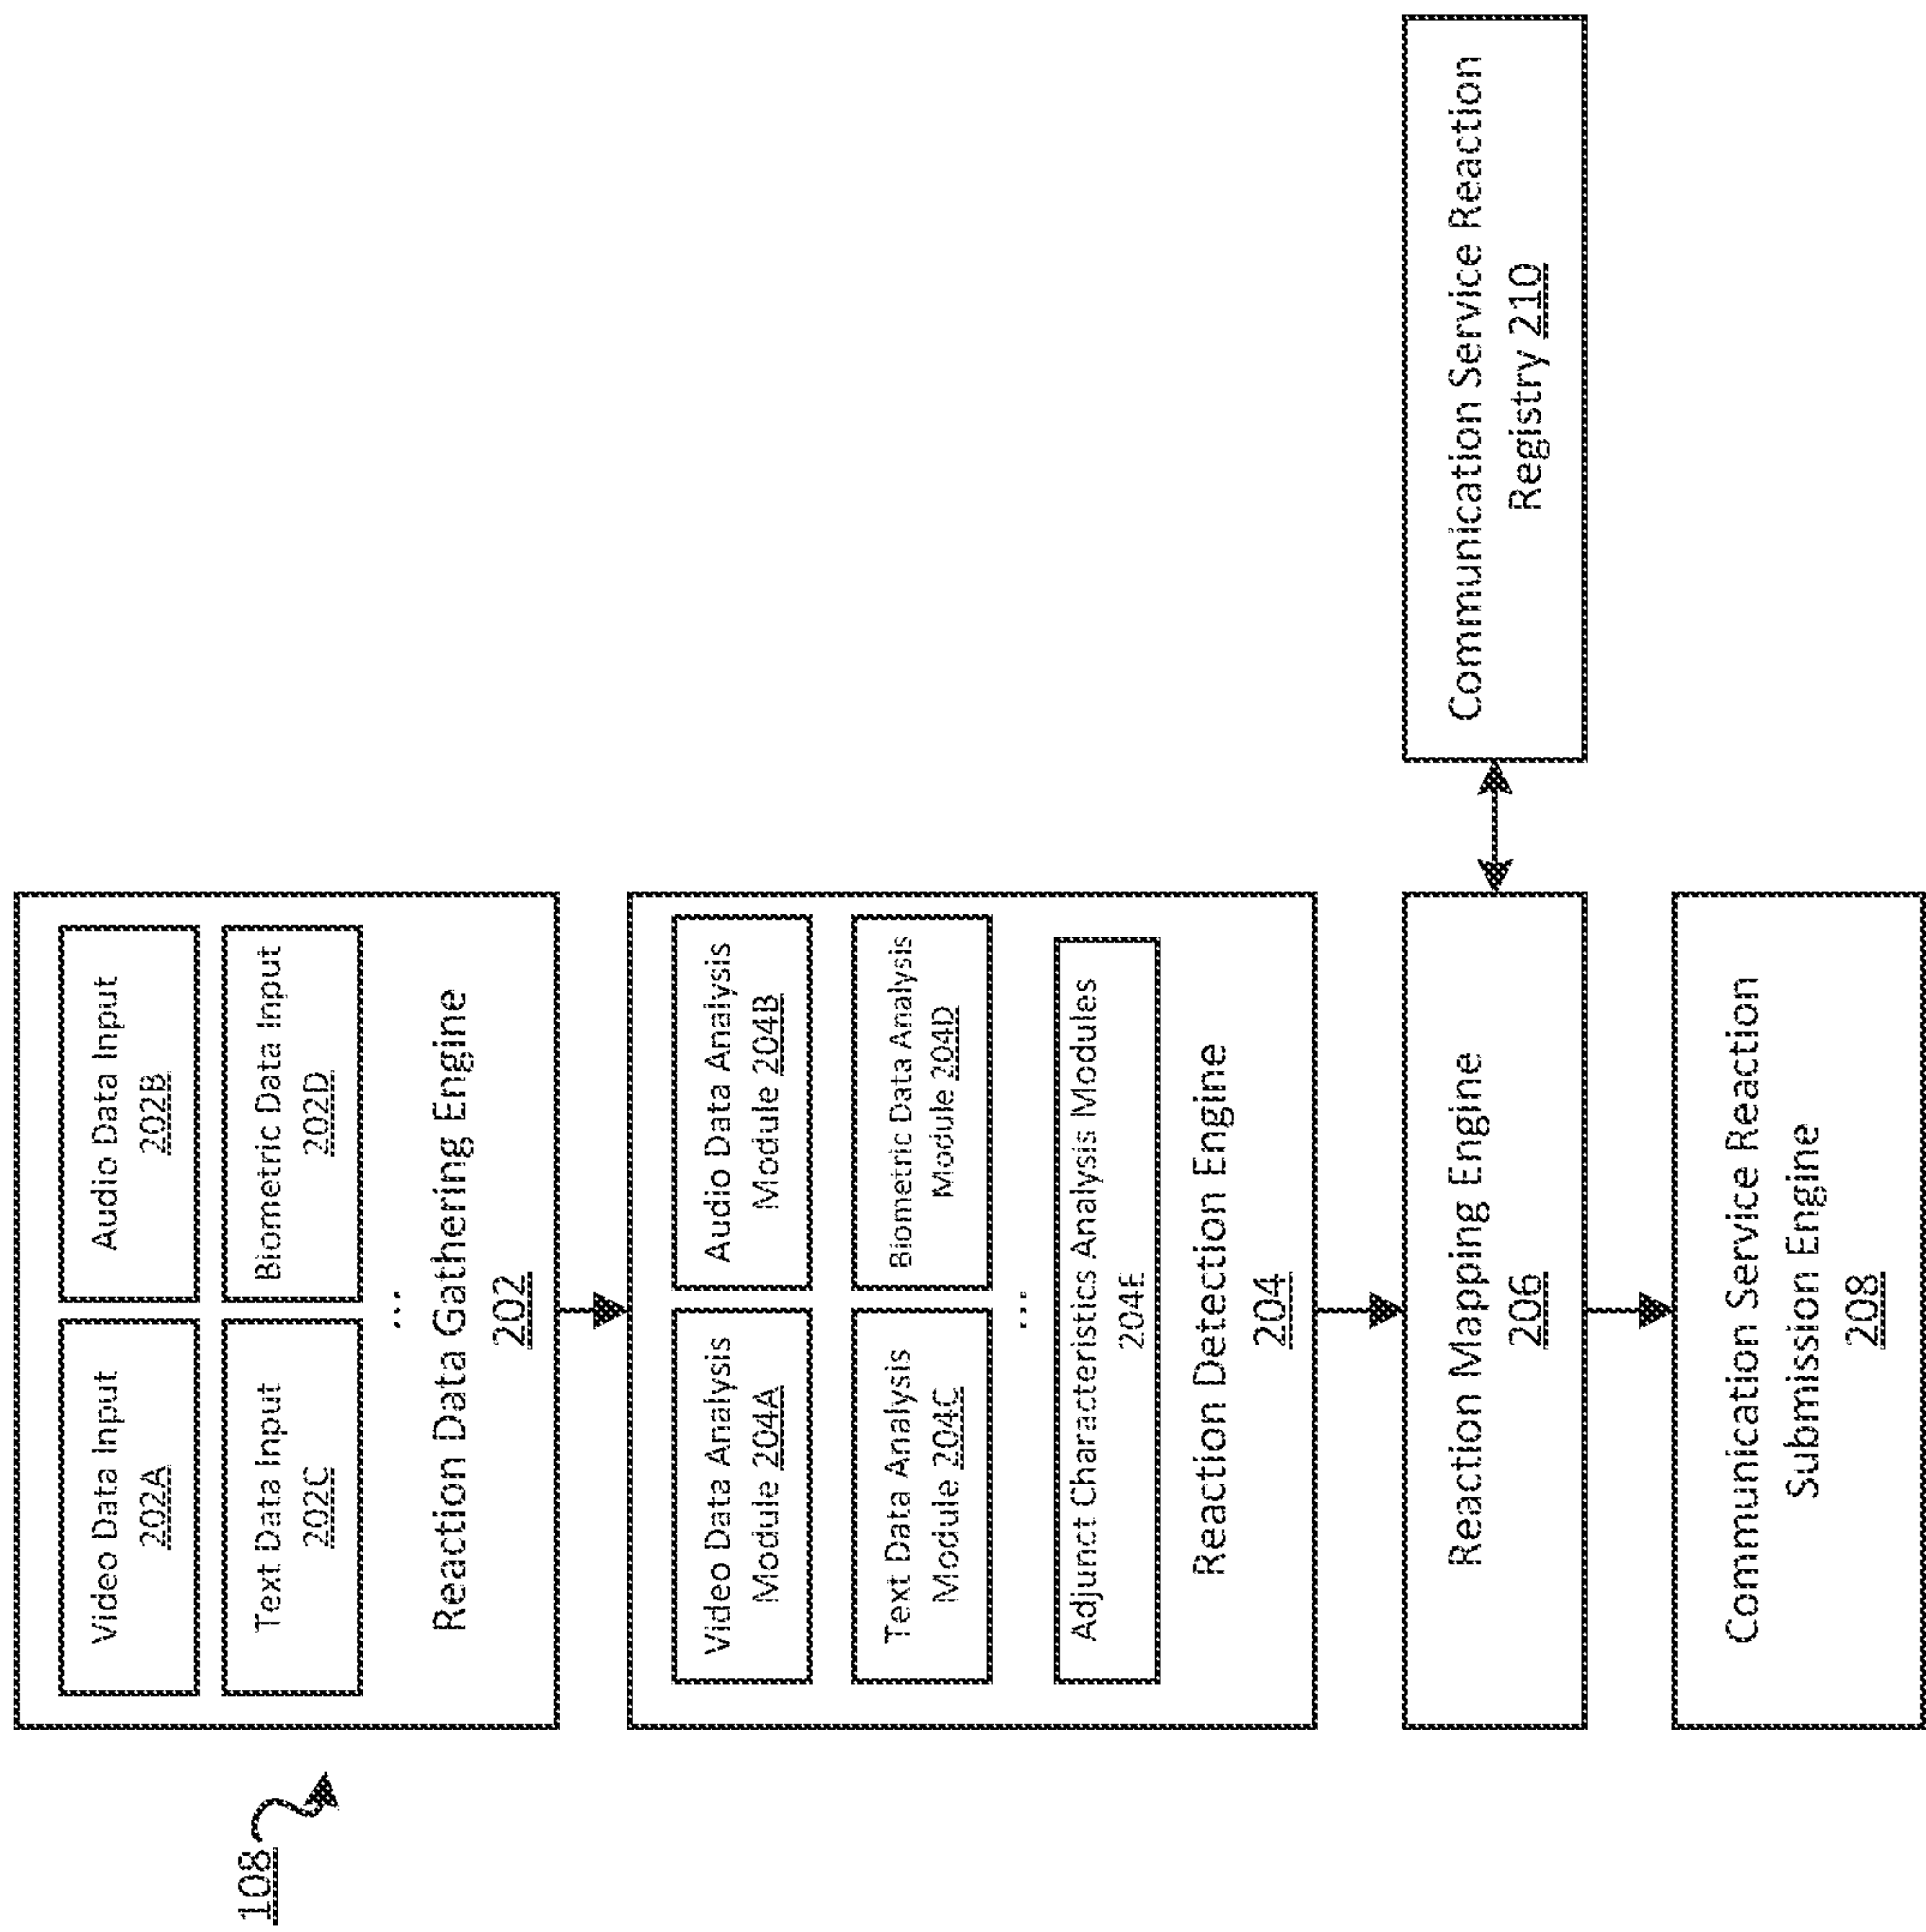 108
Video Data Input
202A
Audio Data Input
202B
Text Data Input
202C
Biometric Data Input
202D
...
Reaction Data Gathering Engine
202
Video Data Analysis
Module 204A
Audio Data Analysis
Module 204B
Text Data Analysis
Module 204C
Biometric Data Analysis
Module 204D
...
Adjunct Characteristics Analysis Modules
204E
Reaction Detection Engine
204
Reaction Mapping Engine
206
Communication Service Reaction
Registry 210
Communication Service Reaction
Submission Engine
208